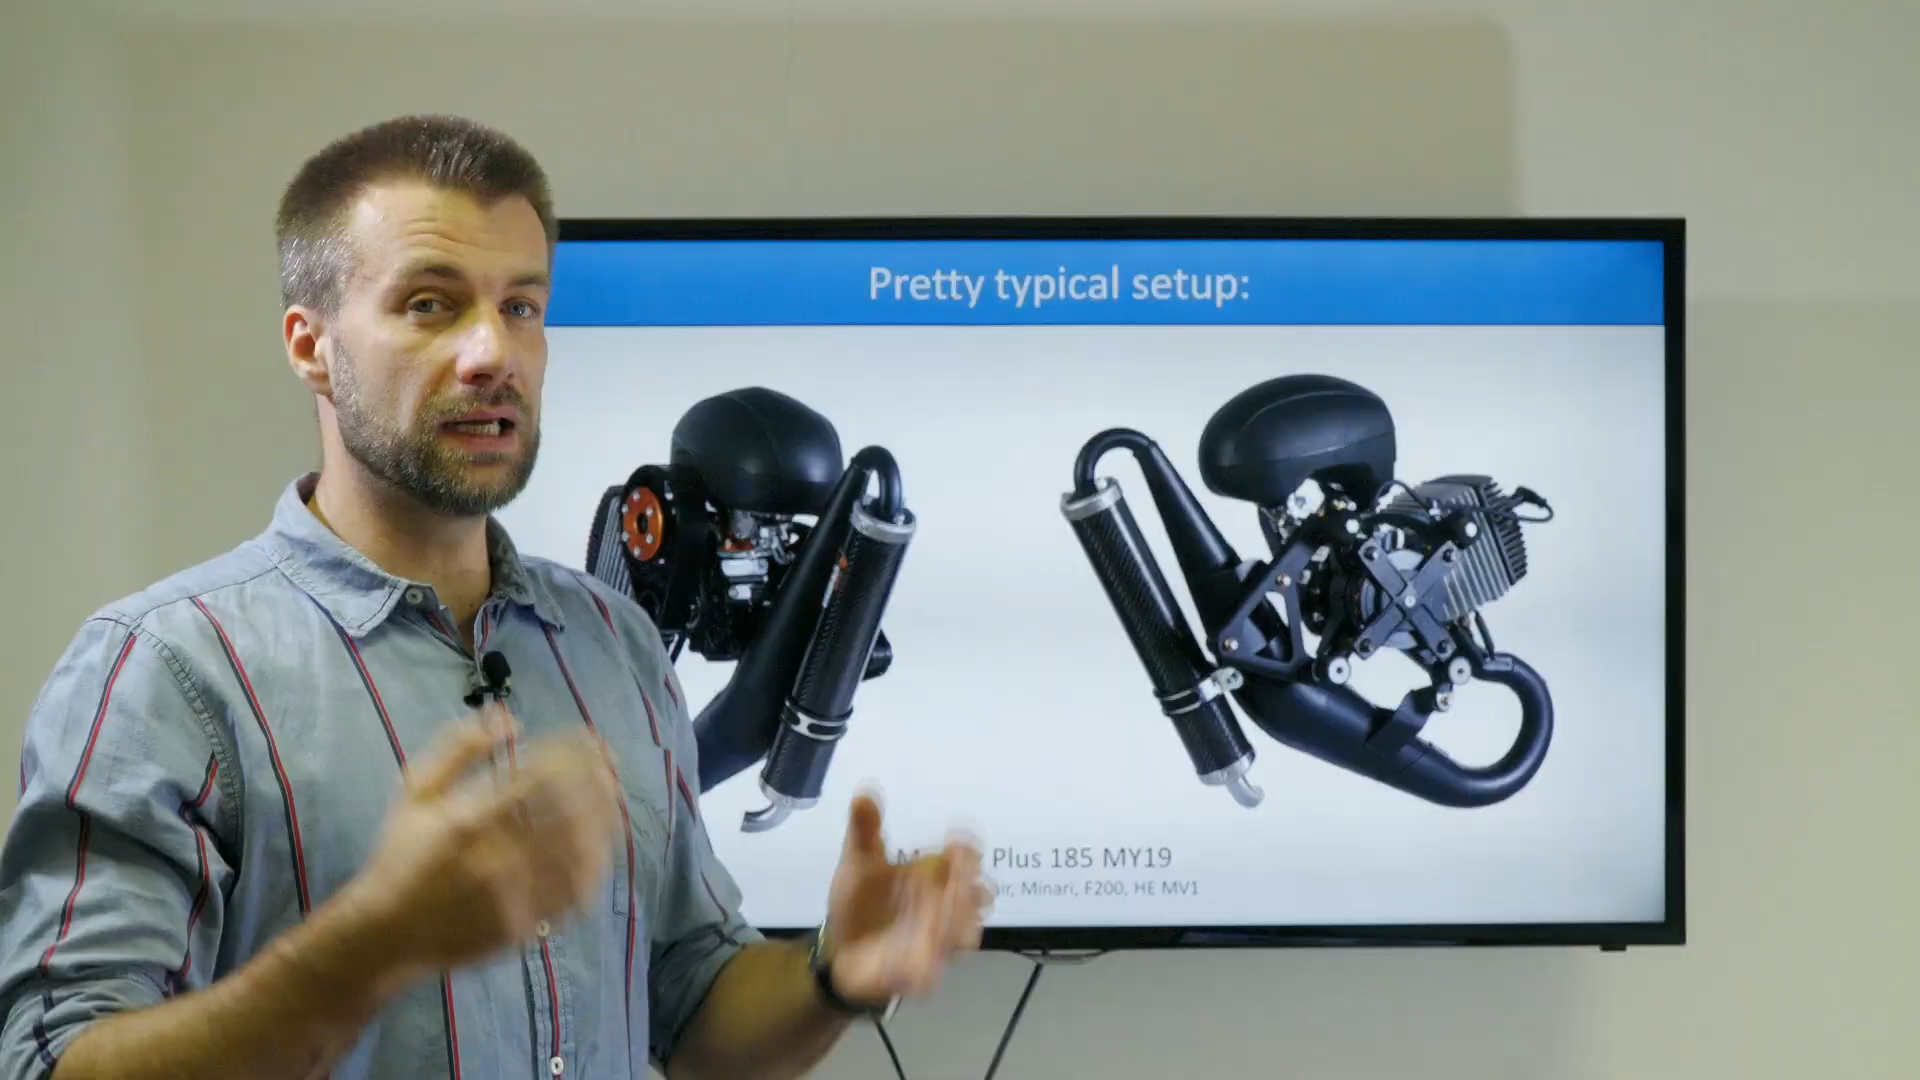 Pretty typical setup:
Plus 185 MY19
Minari, F200, HE MV1